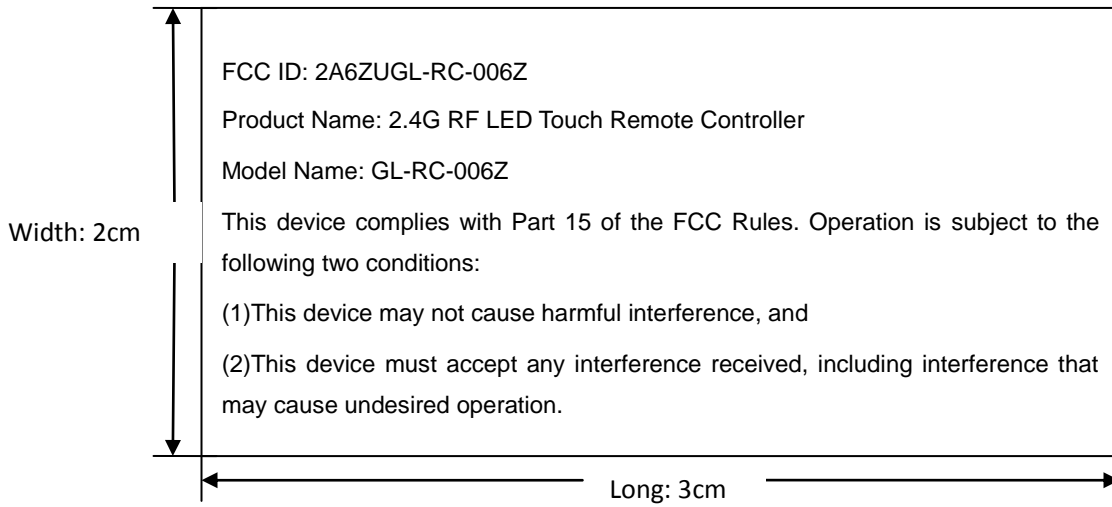 FCC ID: 2A6ZUGL-RC-006Z
Product Name: 2.4G RF LED Touch Remote Controller
Model Name: GL-RC-006Z
Width: 2cm
This device complies with Part 15 of the FCC Rules. Operation is subject to the
following two conditions:
(1)This device may not cause harmful interference, and
(2)This device must accept any interference received, including interference that
may cause undesired operation.
Long: 3cm